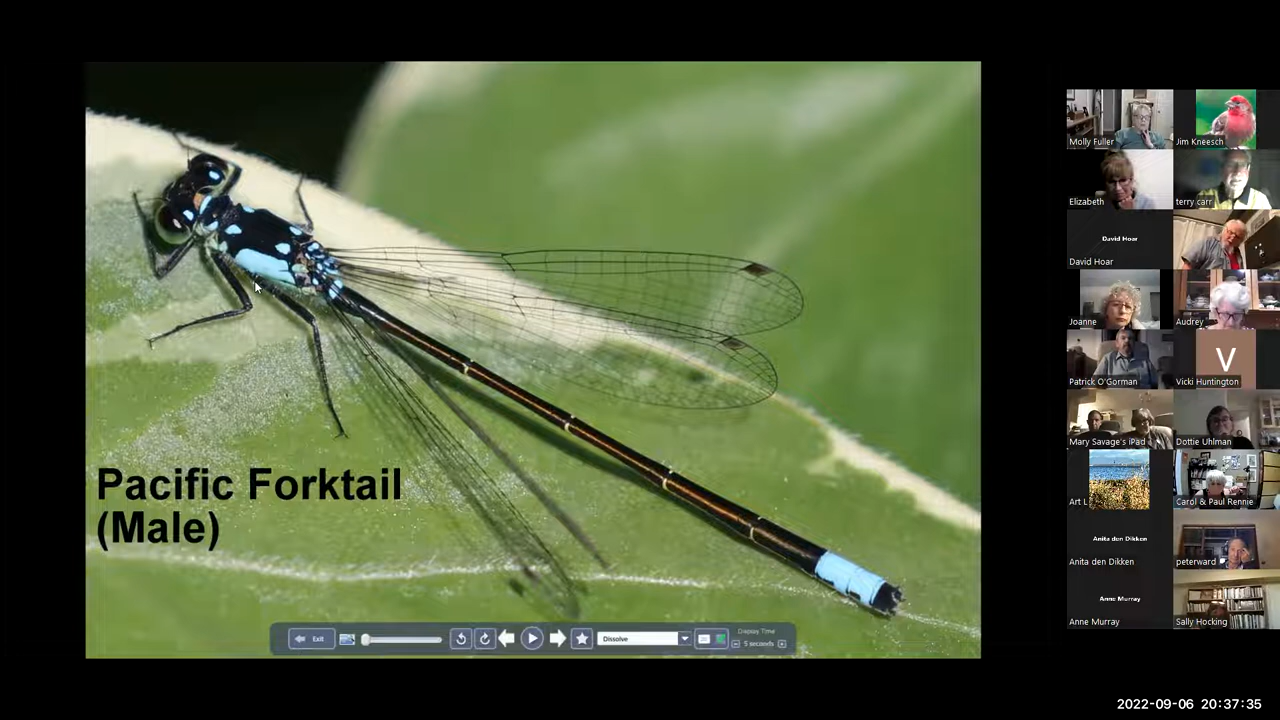 Pacific Forktail
(Male)
Exit
Dissolve
Display Time
5 seconds
Molly Fuller
Jim Kneesch
Elizabeth
terry carr
David Hoar
David Hoar
Joanne
Audrey
Patrick O'Gorman
V
Vicki Huntington
Mary Savage's iPad
Dottie Uhlman
Art L
Carol & Paul Rennie
Anita den Dikken
Anita den Dikken
peterward
Anne Murray
Anne Murray
Sally Hocking
2022-09-06 20:37:35